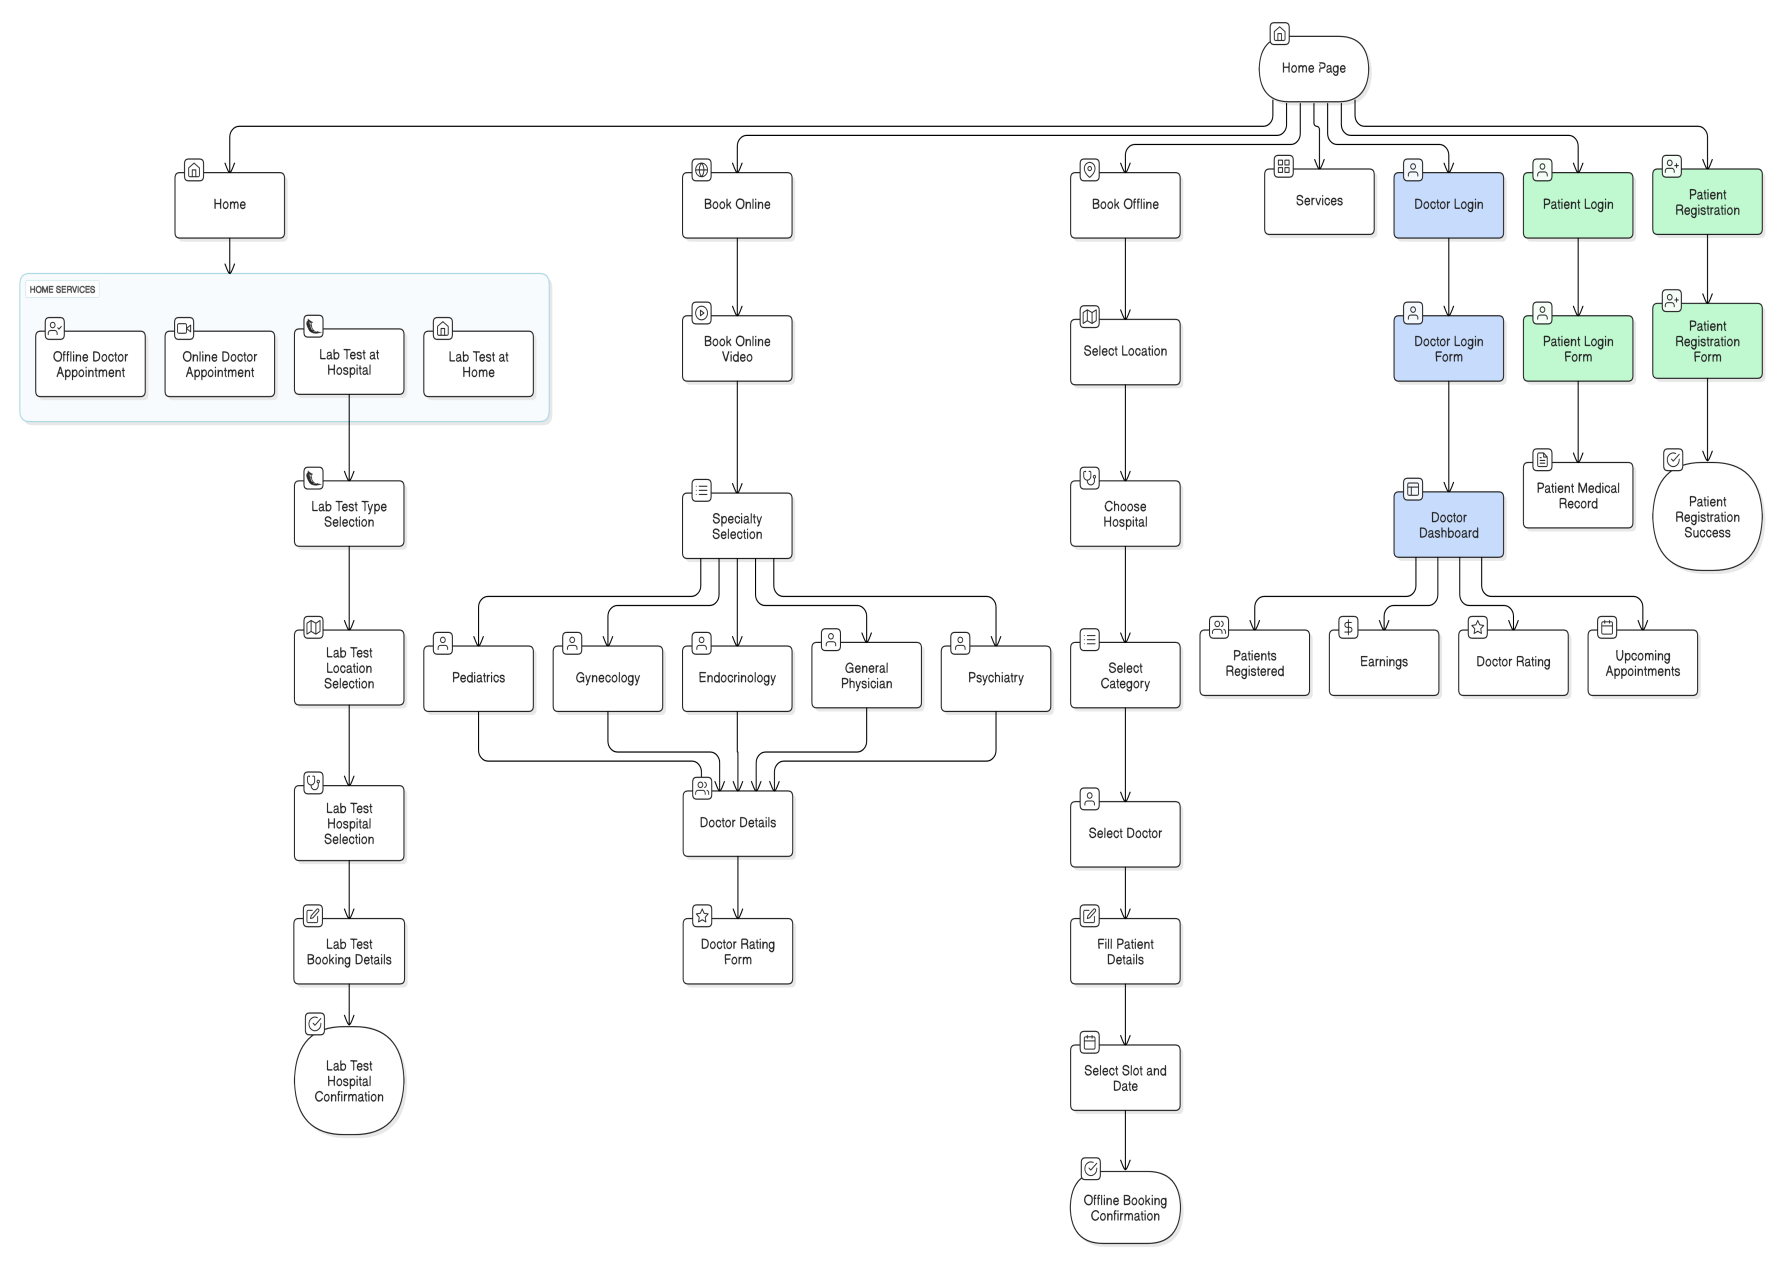 Home Page
Home
Book Online
Book Offline
Services
Doctor Login
Patient Login
Patient
Registration
HOME SERVICES
Offline Doctor
Appointment
Online Doctor
Appointment
Lab Test at
Hospital
Lab Test at
Home
Book Online
Video
Select Location
Doctor Login
Form
Patient Login
Form
Patient
Registration
Form
Lab Test Type
Selection
Specialty
Selection
Choose
Hospital
Doctor
Dashboard
Patient Medical
Record
Patient
Registration
Success
Lab Test
Location
Selection
Pediatrics
Gynecology
Endocrinology
General
Physician
Psychiatry
Select
Category
Patients
Registered
Earnings
Doctor Rating
Upcoming
Appointments
Lab Test
Hospital
Selection
Doctor Details
Select Doctor
Lab Test
Booking Details
Doctor Rating
Form
Fill Patient
Details
Lab Test
Hospital
Confirmation
Select Slot and
Date
Offline Booking
Confirmation